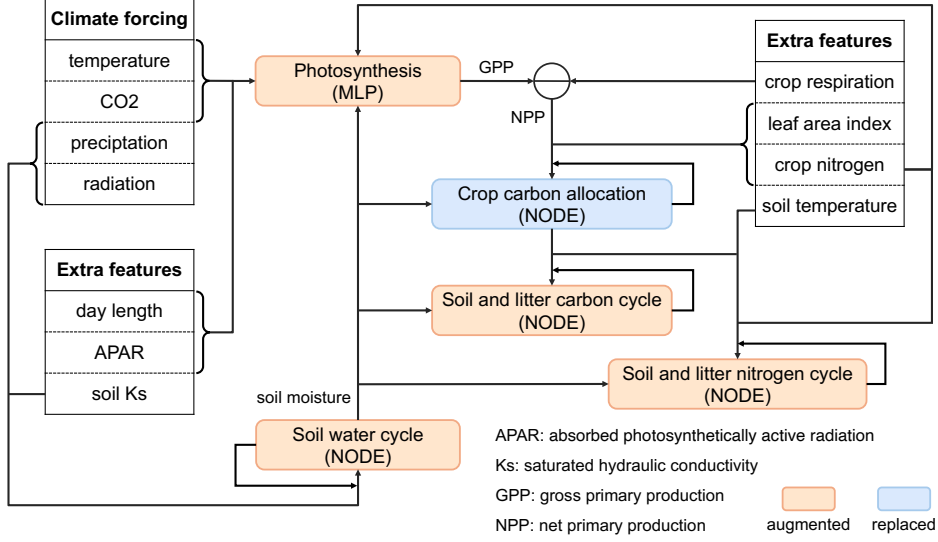 Climate forcing
temperature
CO2
preciptation
radiation
Extra features
day length
APAR
soil Ks
Photosynthesis
(MLP)
GPP
NPP
Extra features
crop respiration
leaf area index
crop nitrogen
soil temperature
Crop carbon allocation
(NODE)
Soil and litter carbon cycle
(NODE)
Soil and litter nitrogen cycle
(NODE)
soil moisture
Soil water cycle
(NODE)
APAR: absorbed photosynthetically active radiation
Ks: saturated hydraulic conductivity
GPP: gross primary production
NPP: net primary production
augmented
replaced